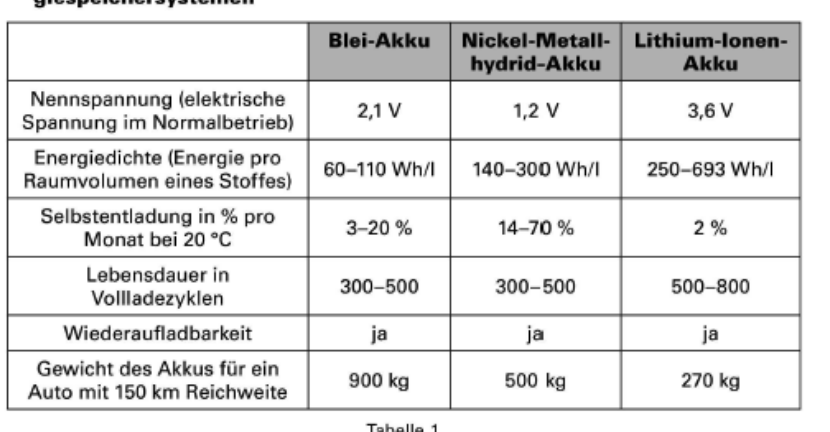 giespeichersystemen
Blei-Akku
Nickel-Metall-
hydrid-Akku
Lithium-Ionen-
Akku
Nennspannung (elektrische
Spannung im Normalbetrieb)
2,1 V
1,2 V
3,6 V
Energiedichte (Energie pro
Raumvolumen eines Stoffes)
60–110 Wh/l
140–300 Wh/l
250–693 Wh/l
Selbstentladung in % pro
Monat bei 20 °C
3–20 %
14–70 %
2 %
Lebensdauer in
Vollladezyklen
300–500
300–500
500–800
Wiederaufladbarkeit
ja
ja
ja
Gewicht des Akkus für ein
Auto mit 150 km Reichweite
900 kg
500 kg
270 kg
Tabelle 1